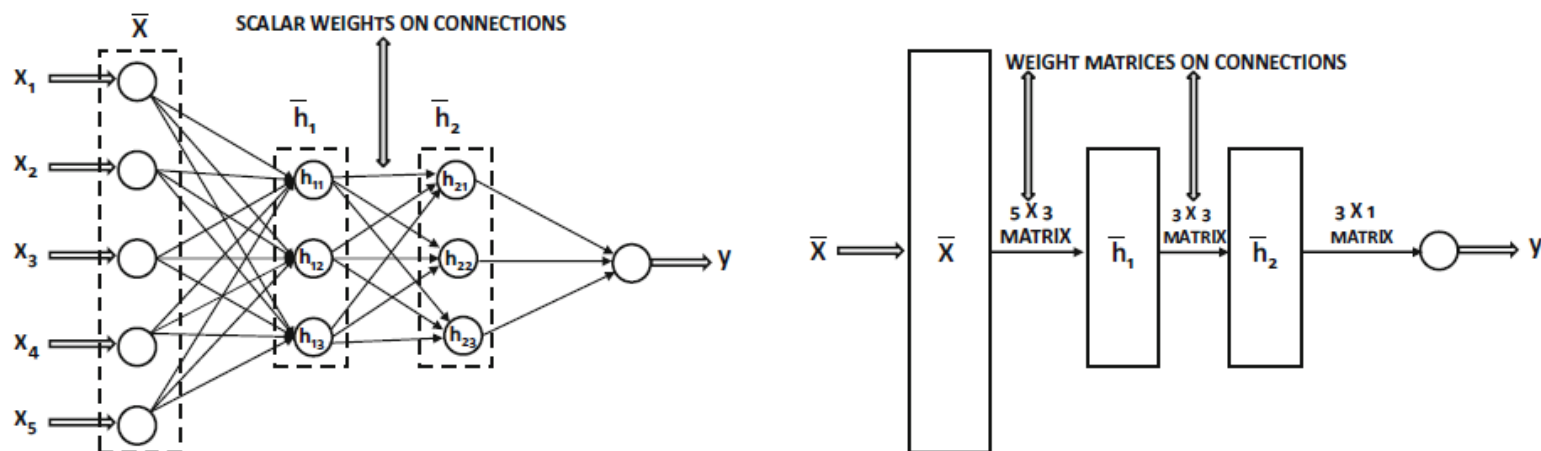 SCALAR WEIGHTS ON CONNECTIONS
X̅
h̅₁
h̅₂
X₁
X₂
X₃
X₄
X₅
h₁₁
h₁₂
h₁₃
h₂₁
h₂₂
h₂₃
y
WEIGHT MATRICES ON CONNECTIONS
X̅
X̅
5 X 3
MATRIX
h̅₁
3 X 3
MATRIX
h̅₂
3 X 1
MATRIX
y